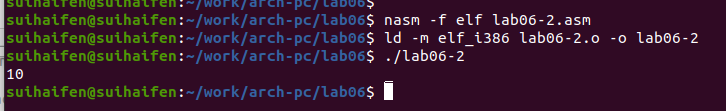 suihaifen@suihaifen:~/work/arch-pc/lab06$ nasm -f elf lab06-2.asm
suihaifen@suihaifen:~/work/arch-pc/lab06$ ld -m elf_i386 lab06-2.o -o lab06-2
suihaifen@suihaifen:~/work/arch-pc/lab06$ ./lab06-2
10
suihaifen@suihaifen:~/work/arch-pc/lab06$